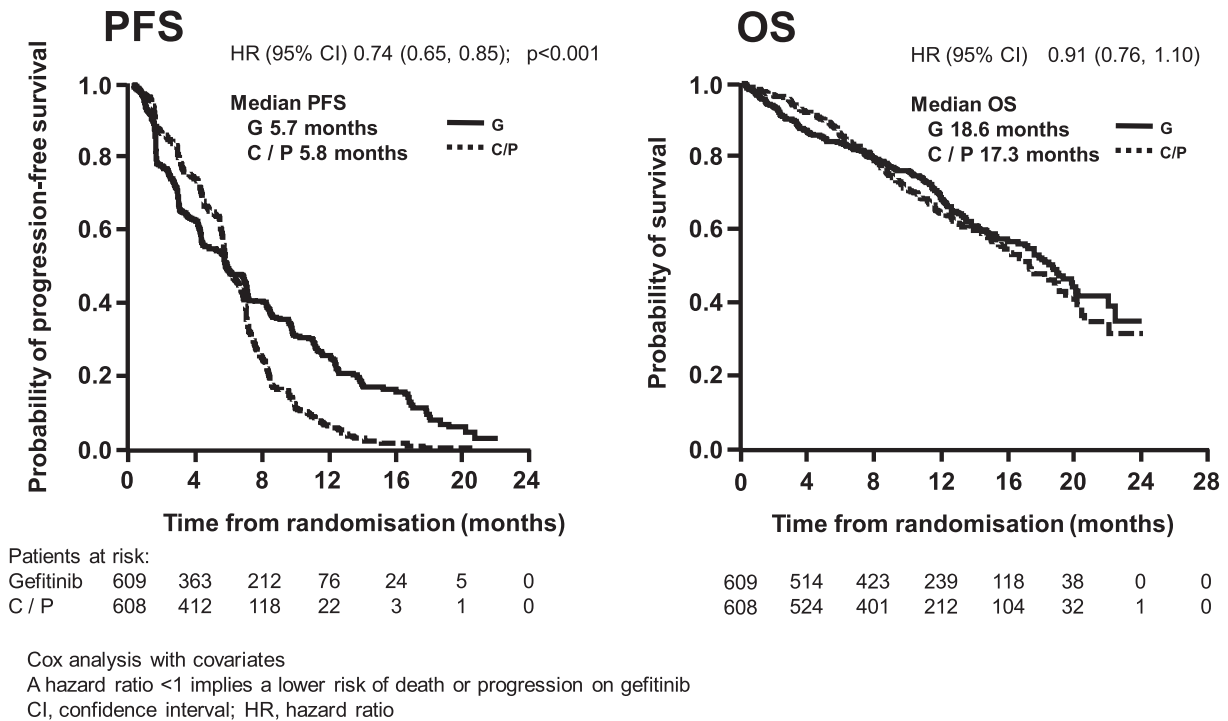 PFS
HR (95% CI) 0.74 (0.65, 0.85); p<0.001
Median PFS
G 5.7 months
C / P 5.8 months
G
C/P
Probability of progression-free survival
1.0
0.8
0.6
0.4
0.2
0.0
0 4 8 12 16 20 24
Time from randomisation (months)
OS
HR (95% CI) 0.91 (0.76, 1.10)
Median OS
G 18.6 months
C / P 17.3 months
G
C/P
Probability of survival
1.0
0.8
0.6
0.4
0.2
0.0
0 4 8 12 16 20 24 28
Time from randomisation (months)
Patients at risk:
Gefitinib 609 363 212 76 24 5 0
C / P 608 412 118 22 3 1 0
609 514 423 239 118 38 0 0
608 524 401 212 104 32 1 0
Cox analysis with covariates
A hazard ratio <1 implies a lower risk of death or progression on gefitinib
CI, confidence interval; HR, hazard ratio